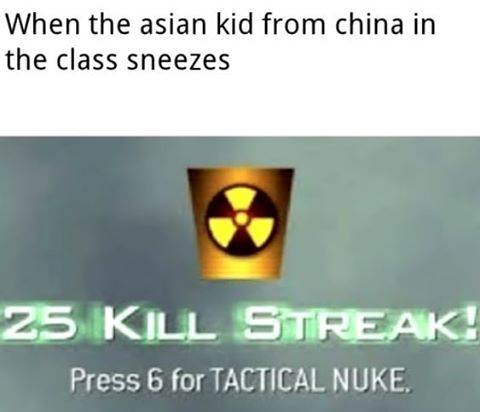 When the asian kid from china in
the class sneezes
25 KILL STREAK!
Press 6 for TACTICAL NUKE.